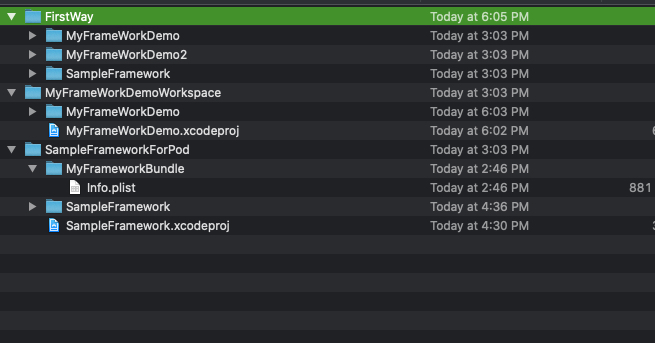 FirstWay Today at 6:05 PM
MyFrameWorkDemo Today at 3:03 PM
MyFrameWorkDemo2 Today at 3:03 PM
SampleFramework Today at 3:03 PM
MyFrameWorkDemoWorkspace Today at 3:03 PM
MyFrameWorkDemo Today at 6:03 PM
MyFrameWorkDemo.xcodeproj Today at 6:02 PM
SampleFrameworkForPod Today at 3:03 PM
MyFrameworkBundle Today at 2:46 PM
Info.plist Today at 2:46 PM 881
SampleFramework Today at 4:36 PM
SampleFramework.xcodeproj Today at 4:30 PM